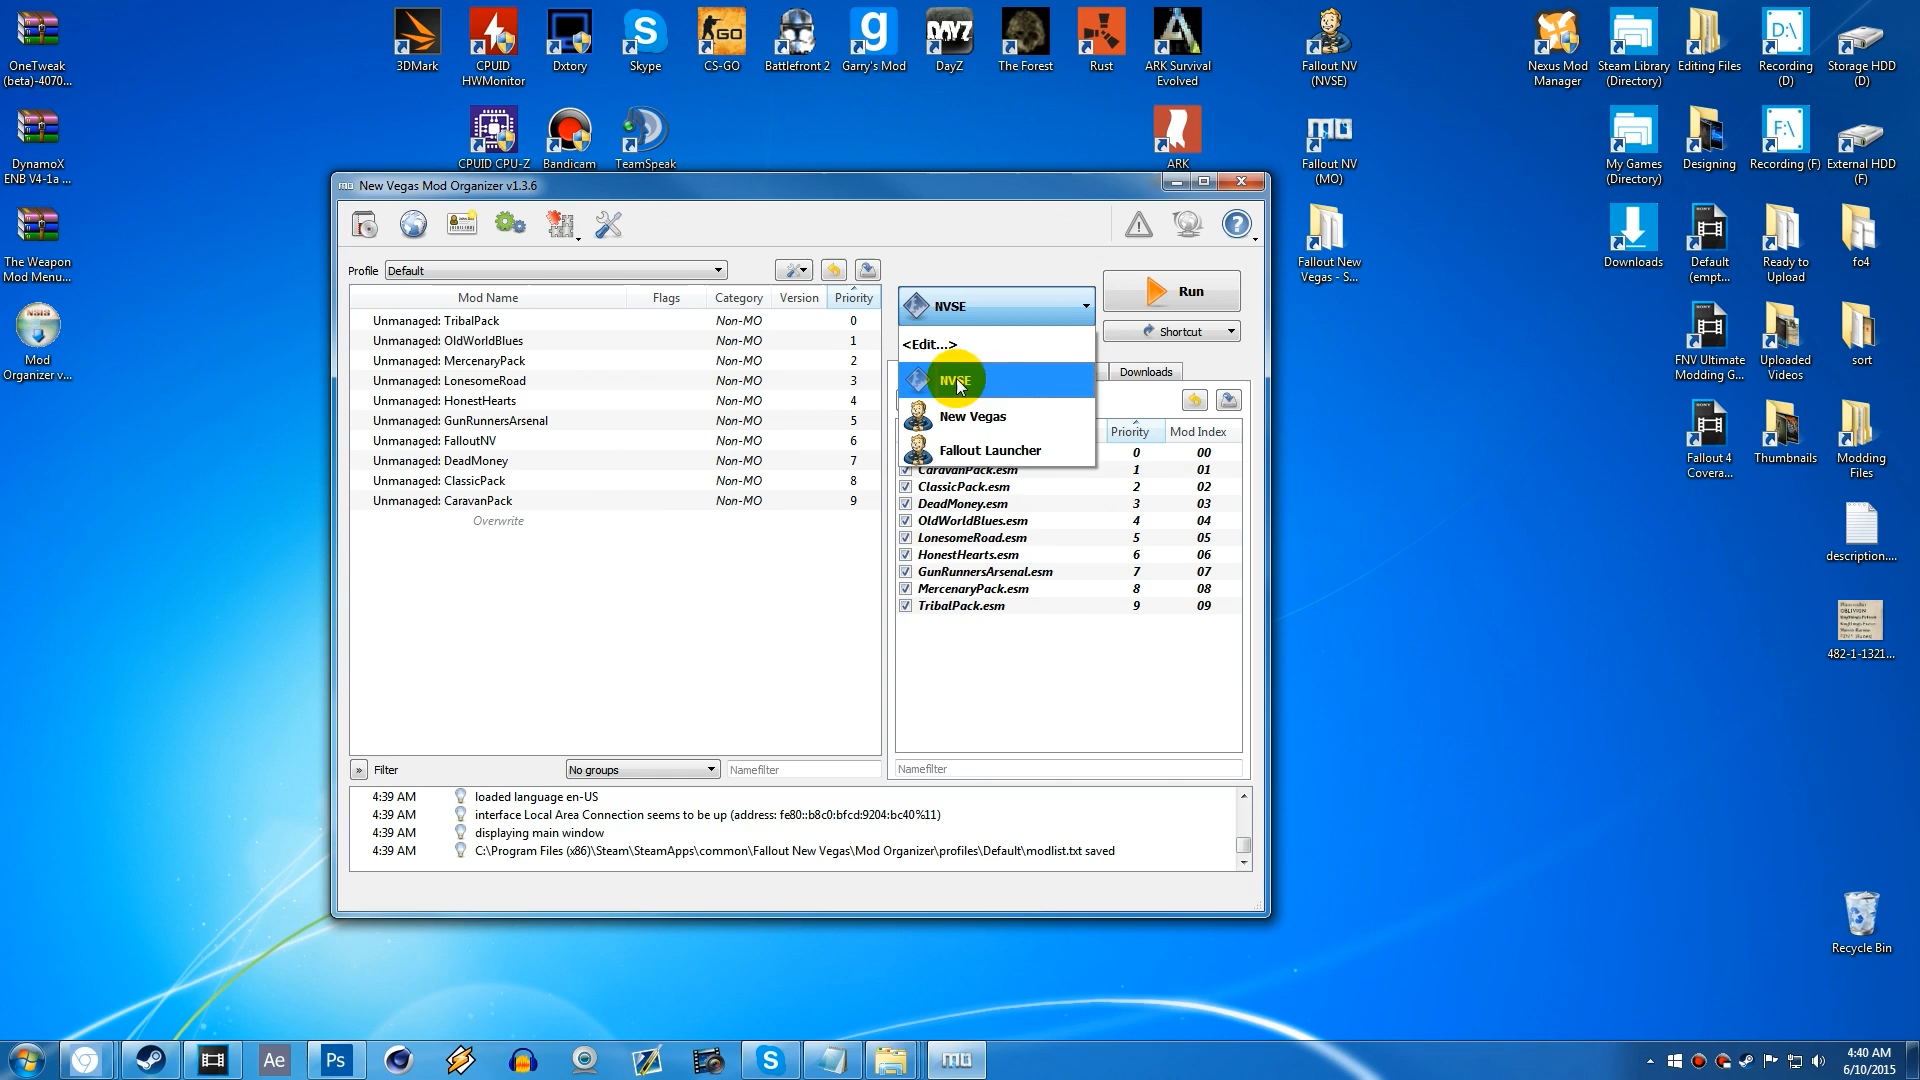 OneTweak
(beta)-4070...
3DMark
CPUID
HWMonitor
Dxtory
Skype
CS-GO
Battlefront 2
Garry's Mod
DayZ
The Forest
Rust
ARK Survival
Evolved
Fallout NV
(NVSE)
Nexus Mod
Manager
Steam Library
(Directory)
Editing Files
Recording
(D)
Storage HDD
(D)
DynamoX
ENB V4-1a ...
CPUID CPU-Z
Bandicam
TeamSpeak
ARK
Fallout NV
(MO)
My Games
(Directory)
Designing
Recording (F)
External HDD
(F)
The Weapon
Mod Menu...
Fallout New
Vegas - S...
Downloads
Default
(empt...
Ready to
Upload
fo4
Mod
Organizer v...
FNV Ultimate
Modding G...
Uploaded
Videos
sort
Fallout 4
Covera...
Thumbnails
Modding
Files
description....
482-1-1321...
Recycle Bin
New Vegas Mod Organizer v1.3.6
Profile Default
Mod Name Flags Category Version Priority
Unmanaged: TribalPack Non-MO 0
Unmanaged: OldWorldBlues Non-MO 1
Unmanaged: MercenaryPack Non-MO 2
Unmanaged: LonesomeRoad Non-MO 3
Unmanaged: HonestHearts Non-MO 4
Unmanaged: GunRunnersArsenal Non-MO 5
Unmanaged: FalloutNV Non-MO 6
Unmanaged: DeadMoney Non-MO 7
Unmanaged: ClassicPack Non-MO 8
Unmanaged: CaravanPack Non-MO 9
Overwrite
» Filter No groups Namefilter
NVSE
Run
Shortcut
<Edit...>
NVSE
New Vegas
Fallout Launcher
Downloads
Priority Mod Index
0 00
CaravanPack.esm 1 01
ClassicPack.esm 2 02
DeadMoney.esm 3 03
OldWorldBlues.esm 4 04
LonesomeRoad.esm 5 05
HonestHearts.esm 6 06
GunRunnersArsenal.esm 7 07
MercenaryPack.esm 8 08
TribalPack.esm 9 09
Namefilter
4:39 AM loaded language en-US
4:39 AM interface Local Area Connection seems to be up (address: fe80::b8c0:bfcd:9204:bc40%11)
4:39 AM displaying main window
4:39 AM C:\Program Files (x86)\Steam\SteamApps\common\Fallout New Vegas\Mod Organizer\profiles\Default\modlist.txt saved
Ae
Ps
4:40 AM
6/10/2015